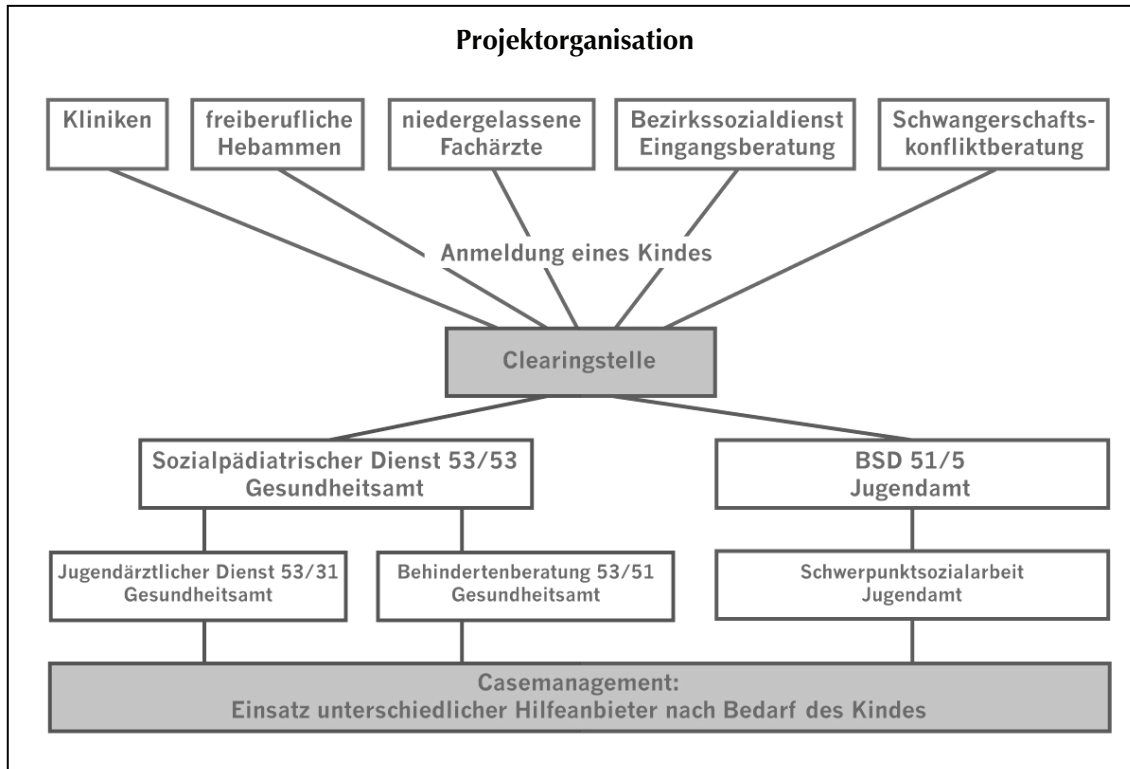 Projektorganisation
Kliniken
freiberufliche
Hebammen
niedergelassene
Fachärzte
Bezirkssozialdienst
Eingangsberatung
Schwangerschafts-
konfliktberatung
Anmeldung eines Kindes
Clearingstelle
Sozialpädiatrischer Dienst 53/53
Gesundheitsamt
BSD 51/5
Jugendamt
Jugendärztlicher Dienst 53/31
Gesundheitsamt
Behindertenberatung 53/51
Gesundheitsamt
Schwerpunktsozialarbeit
Jugendamt
Casemanagement:
Einsatz unterschiedlicher Hilfeanbieter nach Bedarf des Kindes